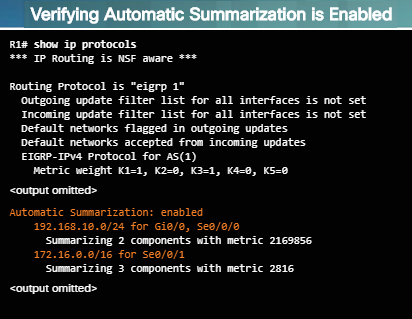 Verifying Automatic Summarization is Enabled
R1# show ip protocols
*** IP Routing is NSF aware ***
Routing Protocol is "eigrp 1"
Outgoing update filter list for all interfaces is not set
Incoming update filter list for all interfaces is not set
Default networks flagged in outgoing updates
Default networks accepted from incoming updates
EIGRP-IPv4 Protocol for AS(1)
Metric weight K1=1, K2=0, K3=1, K4=0, K5=0
<output omitted>
Automatic Summarization: enabled
192.168.10.0/24 for Gi0/0, Se0/0/0
Summarizing 2 components with metric 2169856
172.16.0.0/16 for Se0/0/1
Summarizing 3 components with metric 2816
<output omitted>